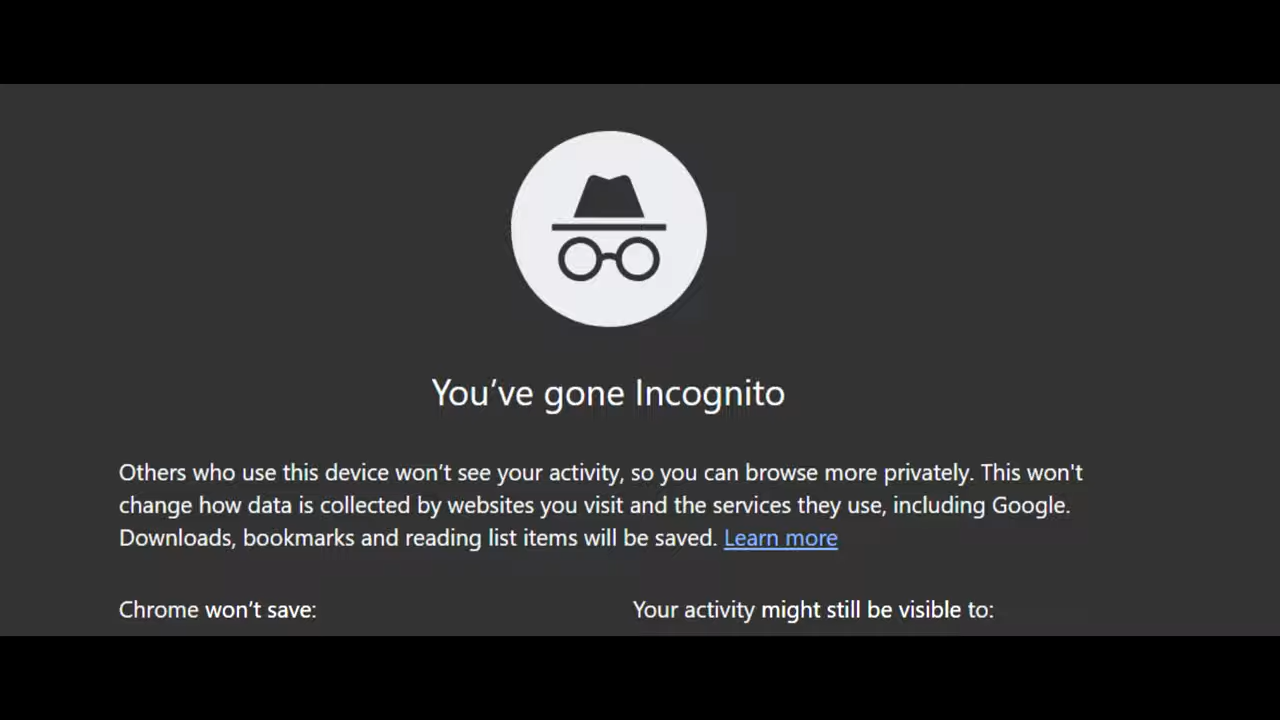 You’ve gone Incognito
Others who use this device won’t see your activity, so you can browse more privately. This won't
change how data is collected by websites you visit and the services they use, including Google.
Downloads, bookmarks and reading list items will be saved. Learn more
Chrome won’t save:
Your activity might still be visible to: